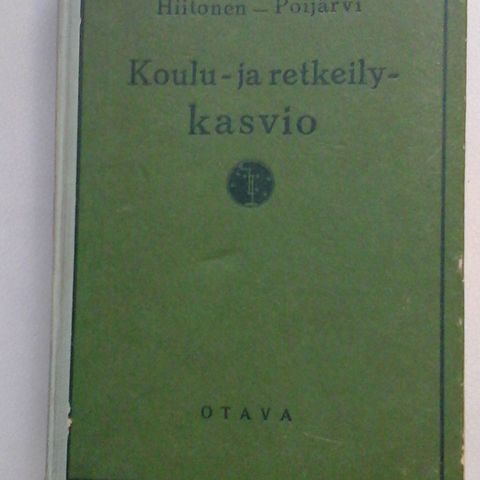 Hiitonen – Poijärvi
Koulu- ja retkeily-
kasvio
OTAVA